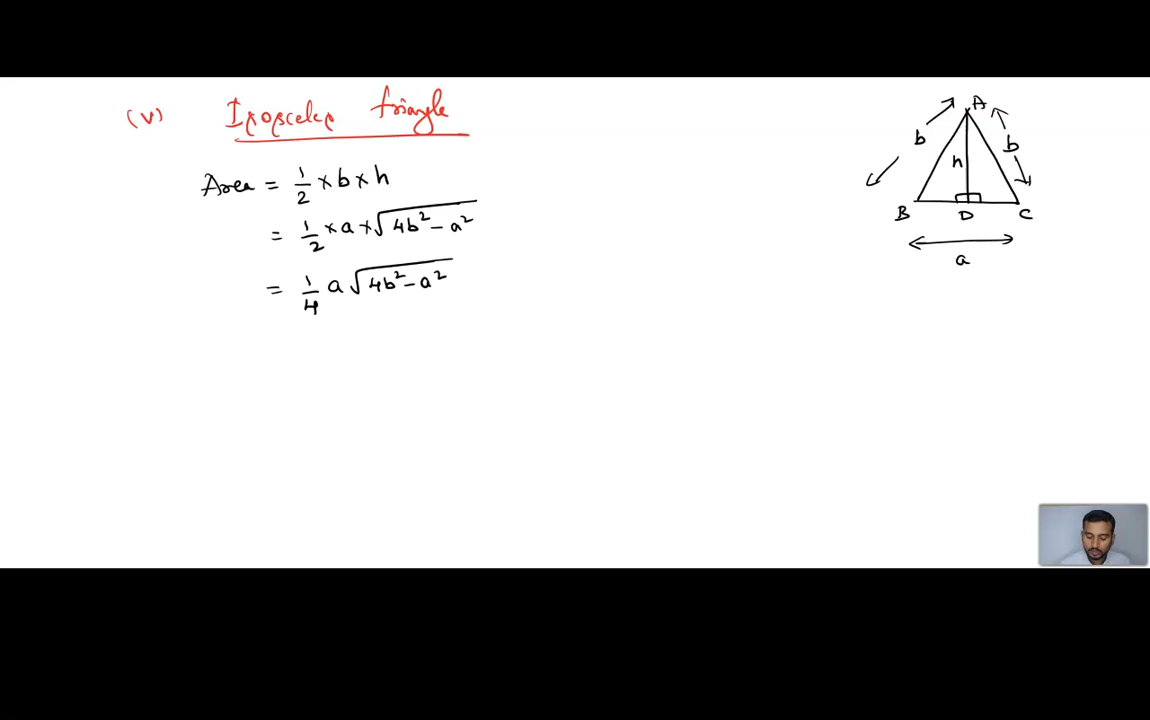 (v) Isosceles triangle
Area = 1/2 × b × h
= 1/2 × a × √(4b² − a²)
= 1/4 a √(4b² − a²)
A
b
b
h
B
D
C
a